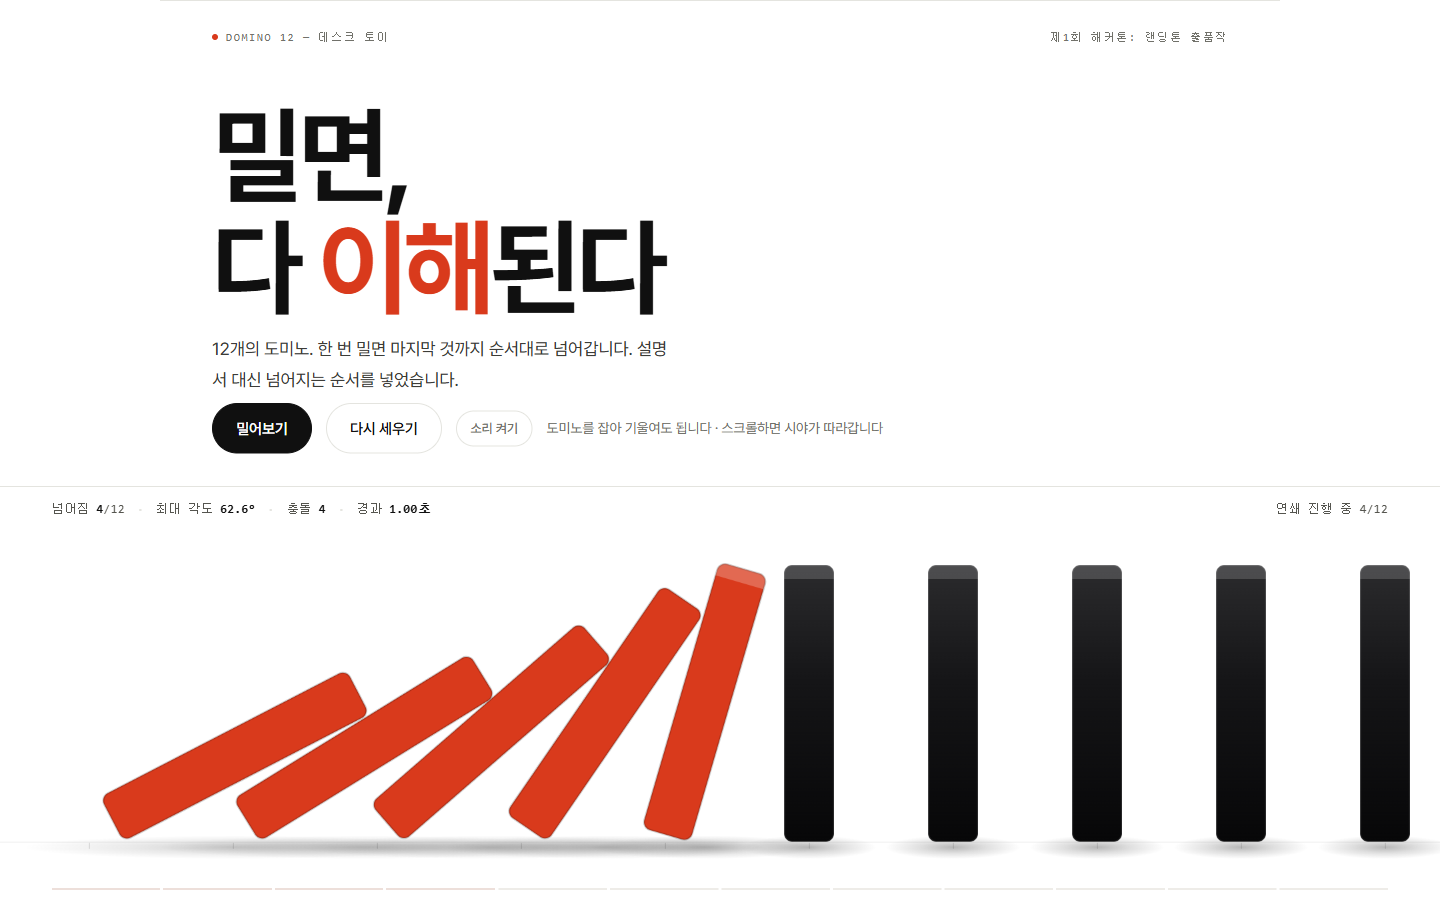 DOMINO 12 — 데스크 토이
제1회 해커톤: 랜딩톤 출품작
밀면,
다 이해된다
12개의 도미노. 한 번 밀면 마지막 것까지 순서대로 넘어갑니다. 설명
서 대신 넘어지는 순서를 넣었습니다.
밀어보기
다시 세우기
소리 켜기
도미노를 잡아 기울여도 됩니다 · 스크롤하면 시야가 따라갑니다
넘어짐 4/12 · 최대 각도 62.6° · 충돌 4 · 경과 1.00초
연쇄 진행 중 4/12